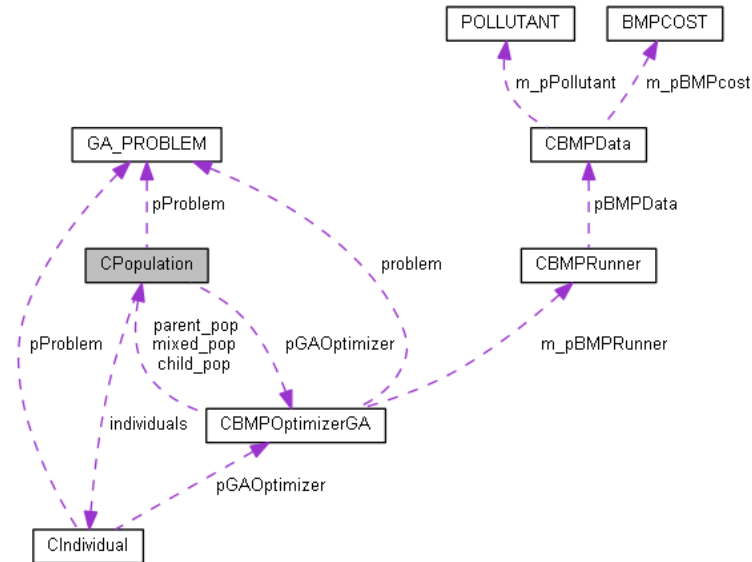 POLLUTANT
BMPCOST
m_pPollutant
m_pBMPcost
GA_PROBLEM
CBMPData
pProblem
pBMPData
CPopulation
problem
CBMPRunner
parent_pop
mixed_pop
child_pop
pProblem
pGAOptimizer
m_pBMPRunner
individuals
CBMPOptimizerGA
pGAOptimizer
CIndividual